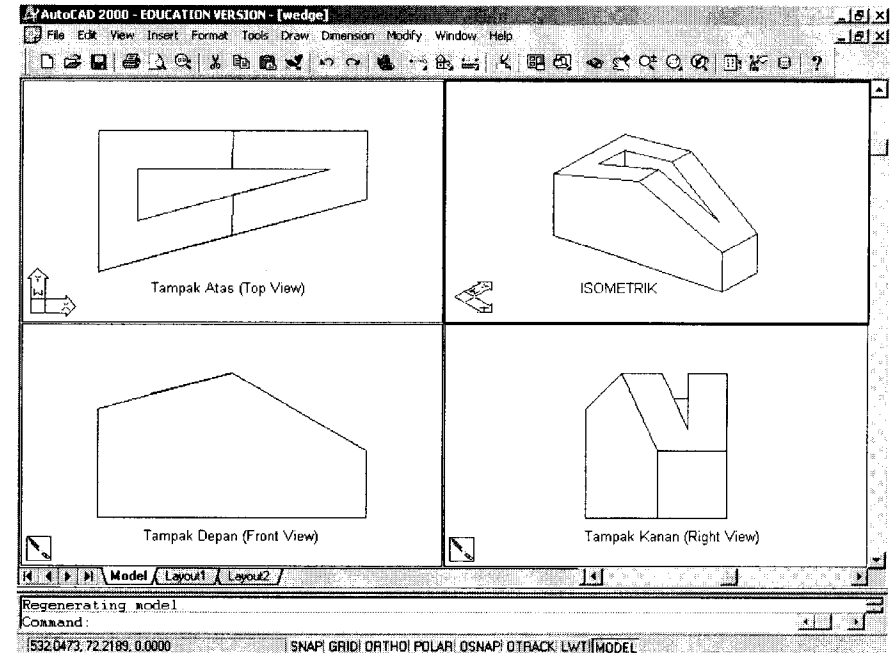 AutoCAD 2000 - EDUCATION VERSION - [wedge]
File Edit View Insert Format Tools Draw Dimension Modify Window Help
Tampak Atas (Top View)
ISOMETRIK
Tampak Depan (Front View)
Tampak Kanan (Right View)
Model Layout1 Layout2
Regenerating model
Command:
532.0473, 72.2189, 0.0000 SNAP GRID ORTHO POLAR OSNAP OTRACK LWT MODEL